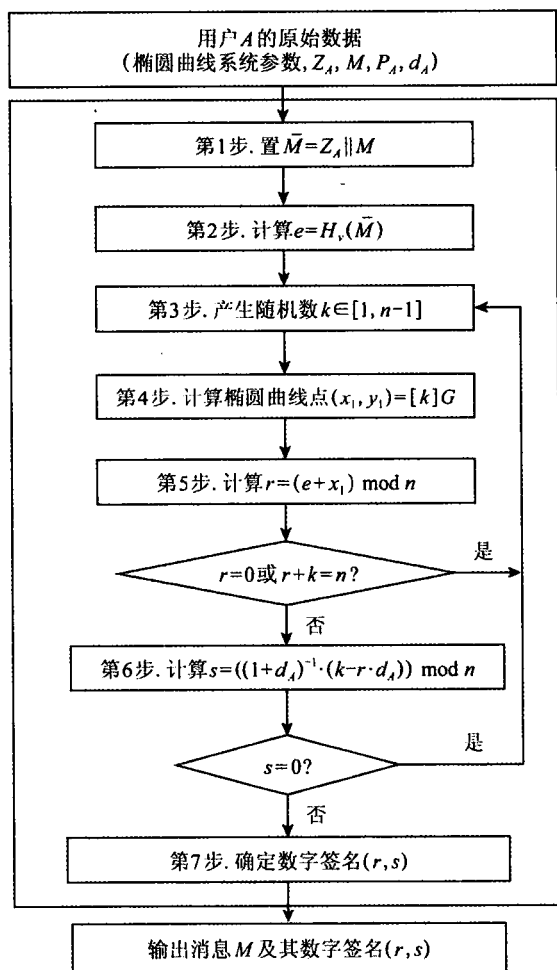 用户A的原始数据
(椭圆曲线系统参数, Z_A, M, P_A, d_A)
第1步. 置M̄=Z_A‖M
第2步. 计算e=H_v(M̄)
第3步. 产生随机数k∈[1, n-1]
第4步. 计算椭圆曲线点(x₁, y₁)=[k]G
第5步. 计算r=(e+x₁) mod n
r=0或r+k=n?
是
否
第6步. 计算s=((1+d_A)⁻¹·(k-r·d_A)) mod n
s=0?
是
否
第7步. 确定数字签名(r, s)
输出消息M及其数字签名(r, s)